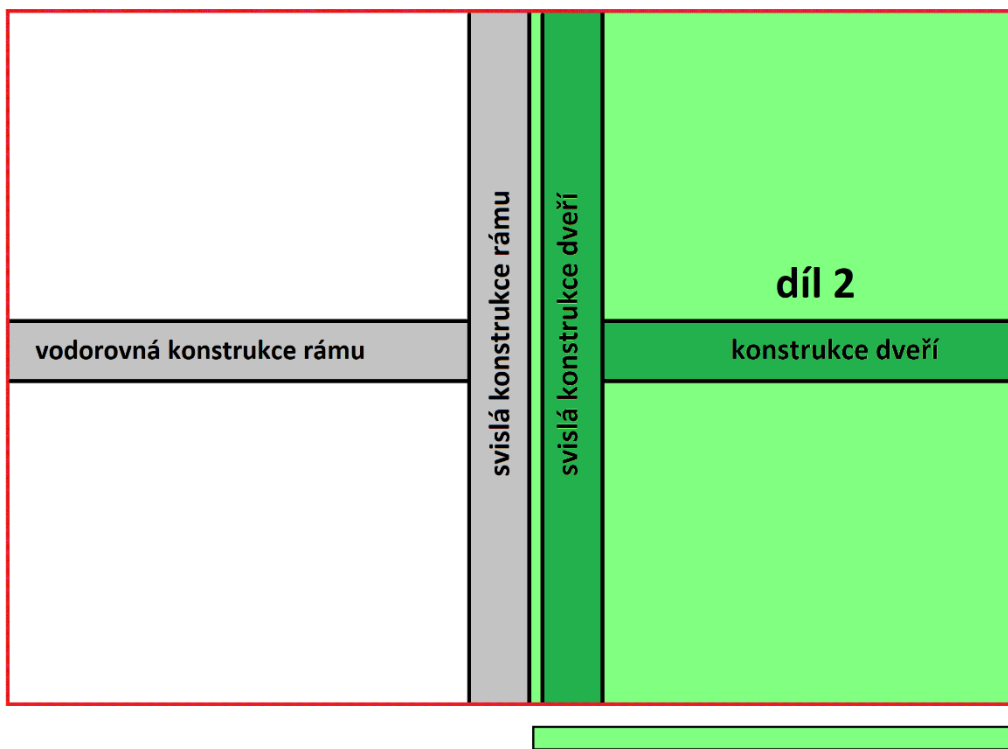 vodorovná konstrukce rámu
svislá konstrukce rámu
svislá konstrukce dveří
díl 2
konstrukce dveří